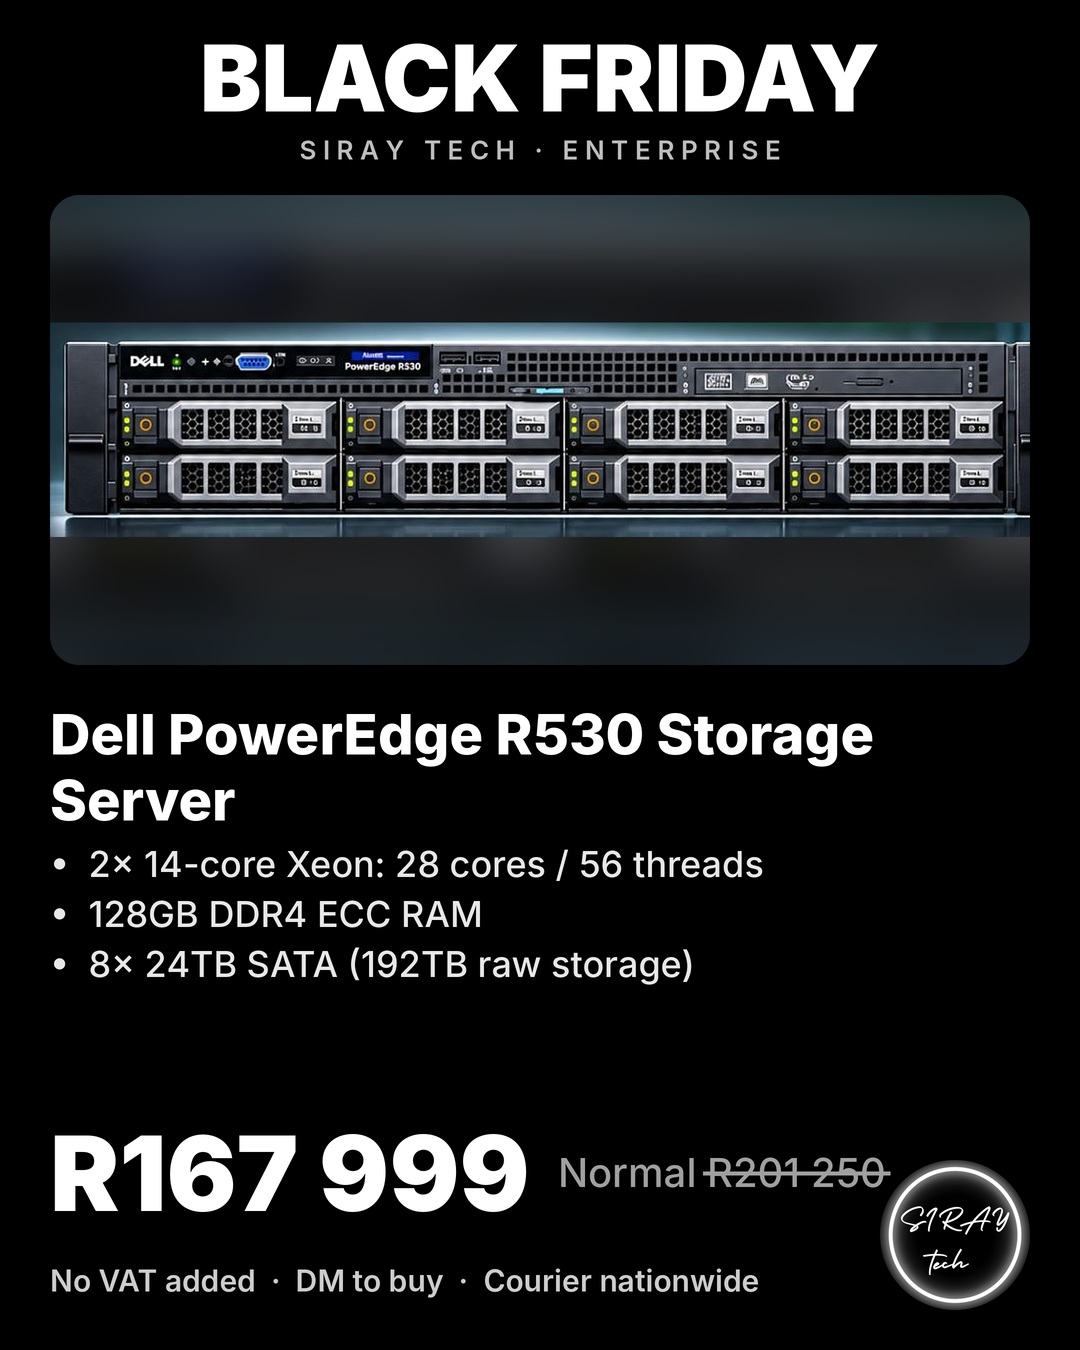 BLACK FRIDAY
SIRAY TECH · ENTERPRISE
DELL
PowerEdge R530
Dell PowerEdge R530 Storage
Server
• 2× 14-core Xeon: 28 cores / 56 threads
• 128GB DDR4 ECC RAM
• 8× 24TB SATA (192TB raw storage)
R167 999 Normal R201 250
SIRAY
tech
No VAT added · DM to buy · Courier nationwide